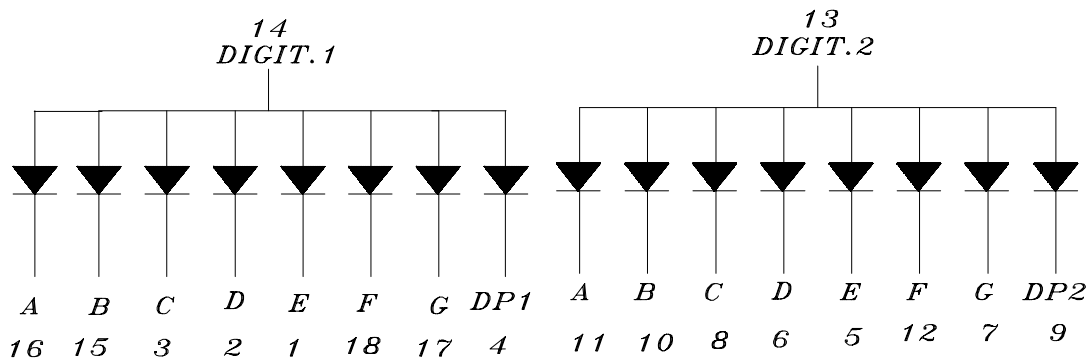 14
DIGIT.1
A B C D E F G DP1
16 15 3 2 1 18 17 4
13
DIGIT.2
A B C D E F G DP2
11 10 8 6 5 12 7 9